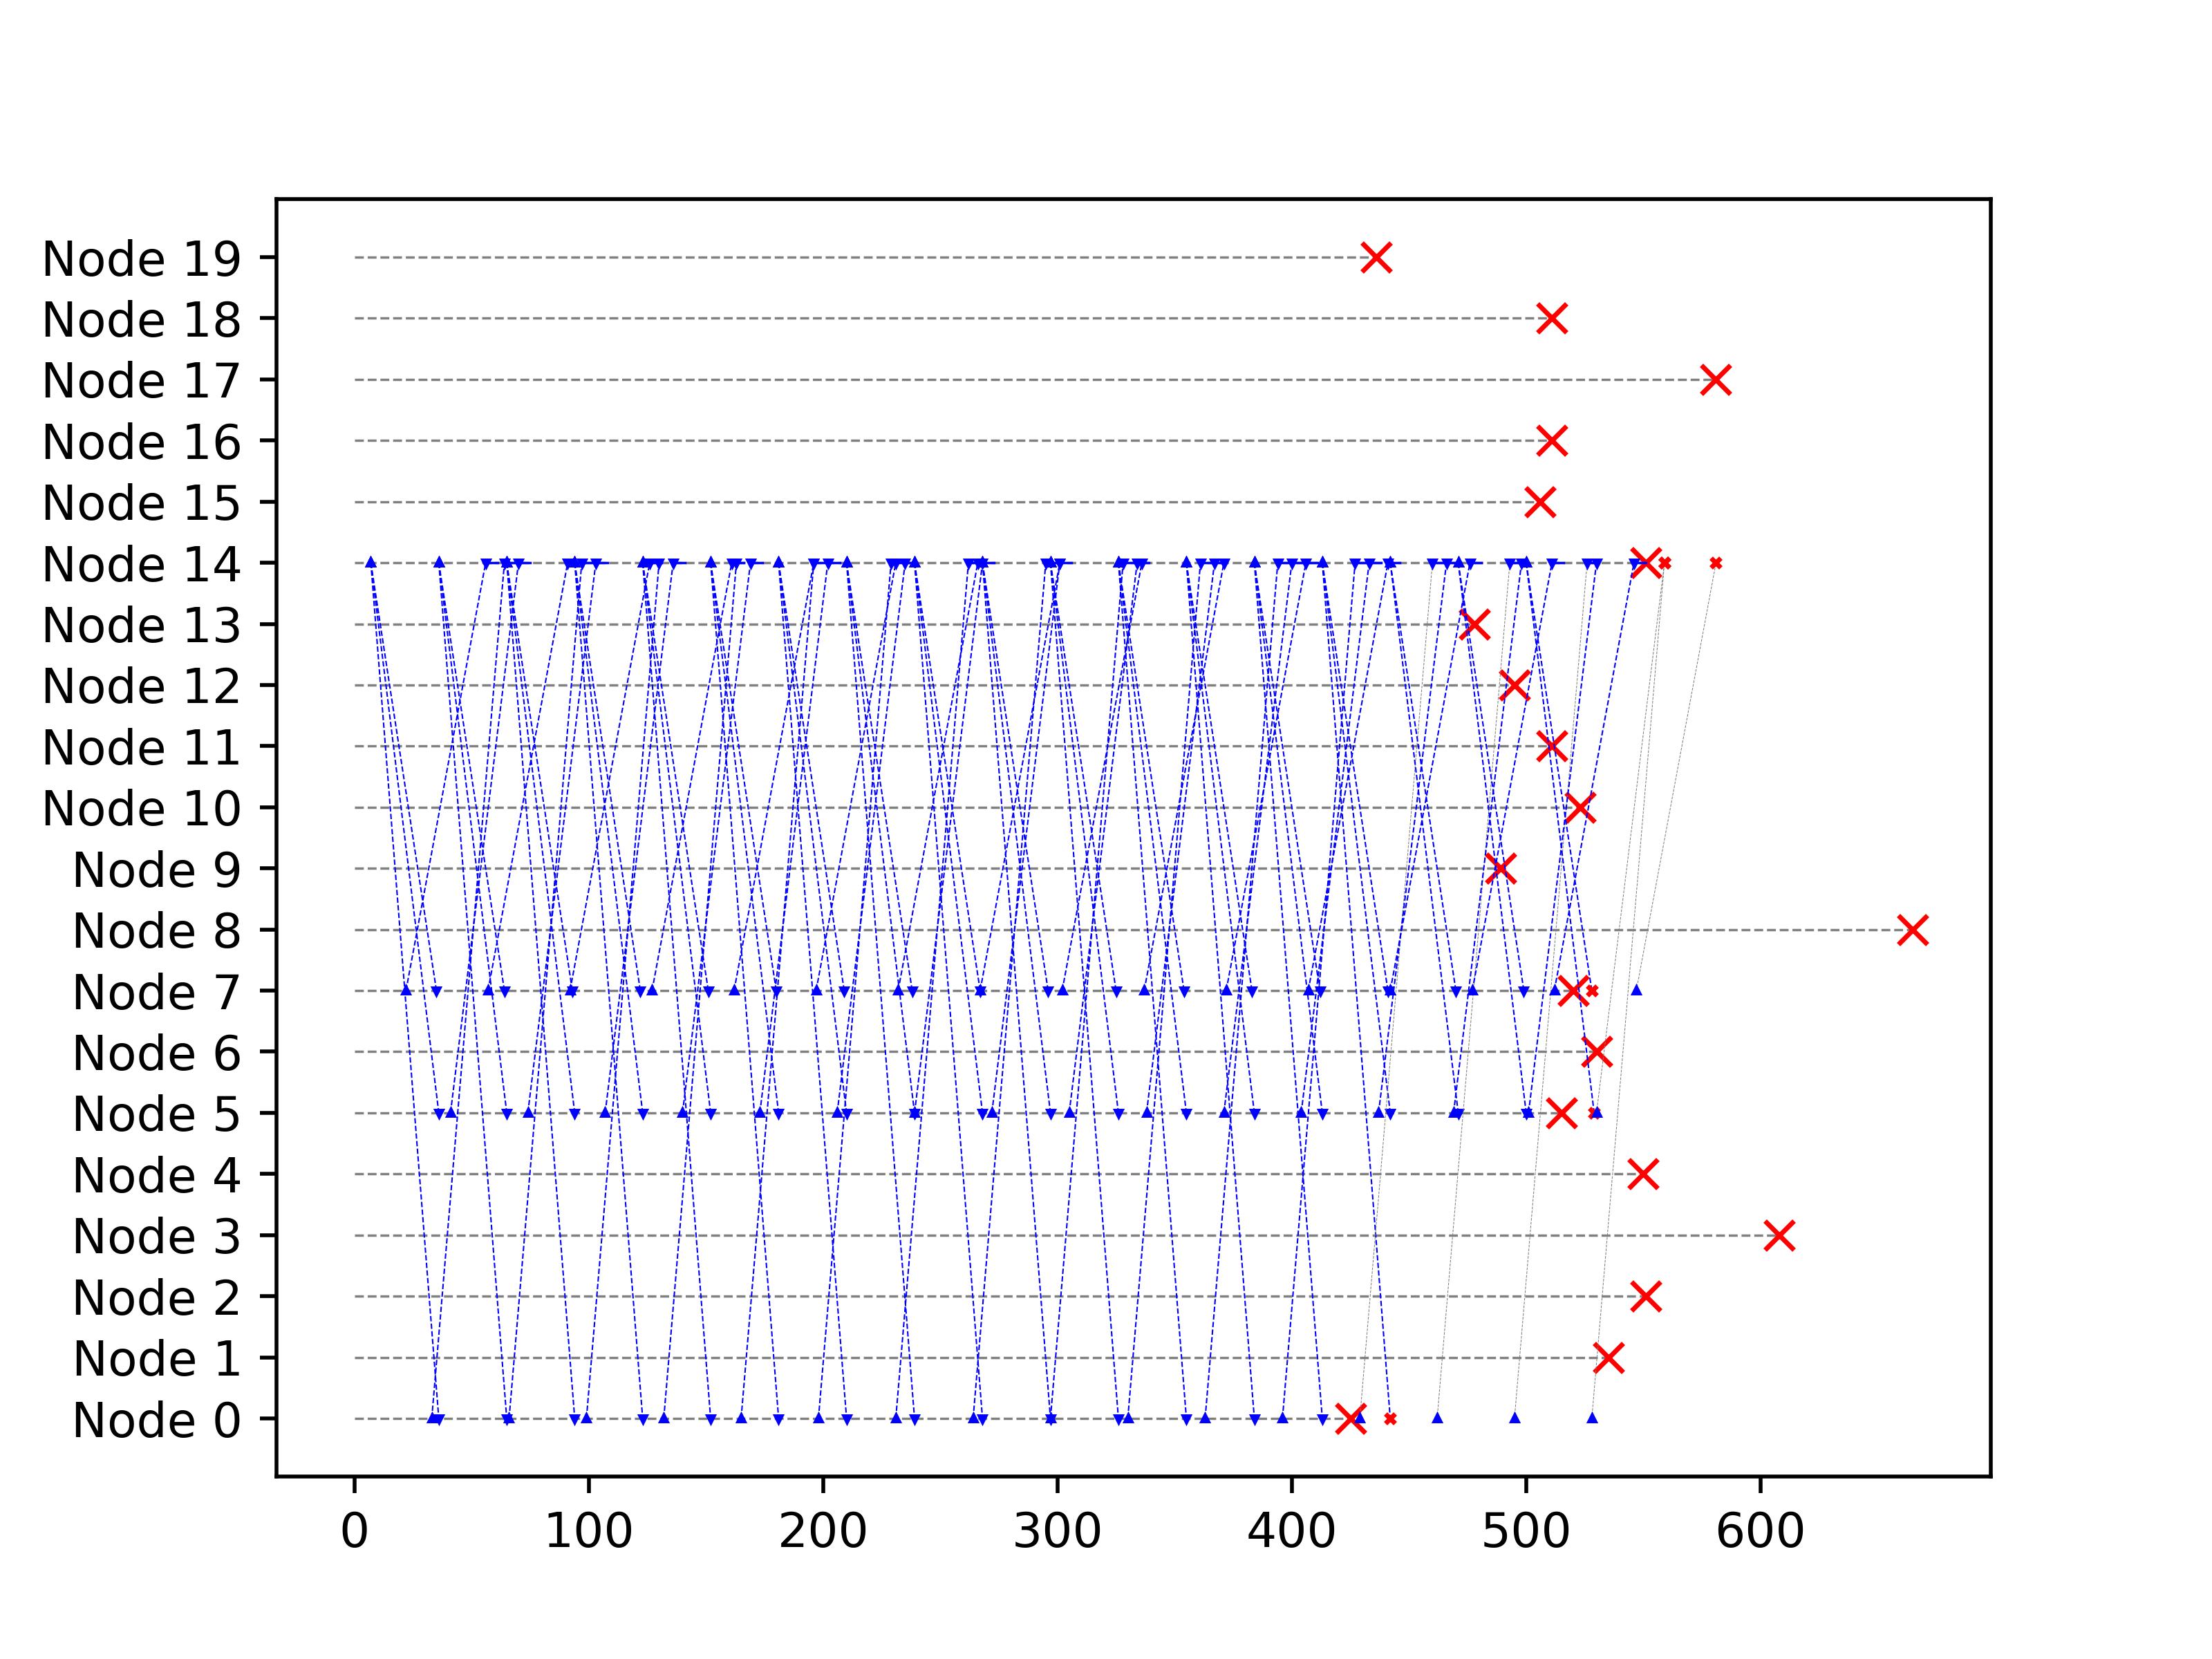 Node 19
Node 18
Node 17
Node 16
Node 15
Node 14
Node 13
Node 12
Node 11
Node 10
Node 9
Node 8
Node 7
Node 6
Node 5
Node 4
Node 3
Node 2
Node 1
Node 0
0 100 200 300 400 500 600